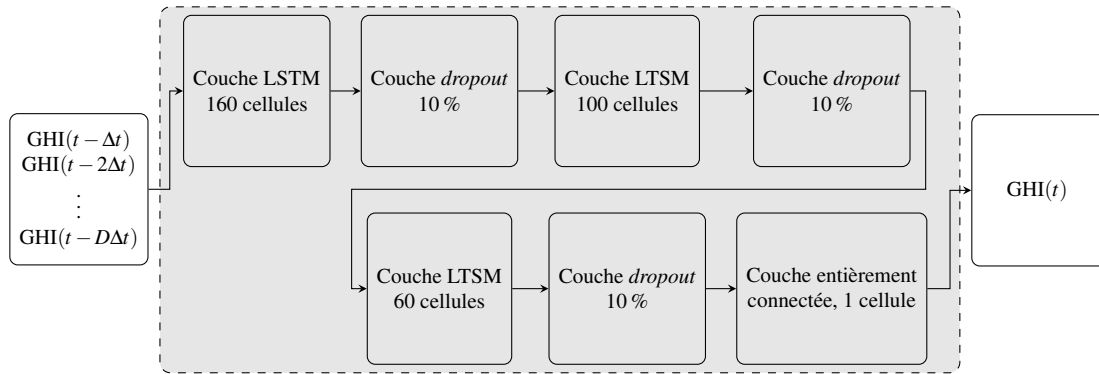 GHI(t − Δt)
GHI(t − 2Δt)
⋮
GHI(t − DΔt)
Couche LSTM
160 cellules
Couche dropout
10 %
Couche LTSM
100 cellules
Couche dropout
10 %
Couche LTSM
60 cellules
Couche dropout
10 %
Couche entièrement
connectée, 1 cellule
GHI(t)